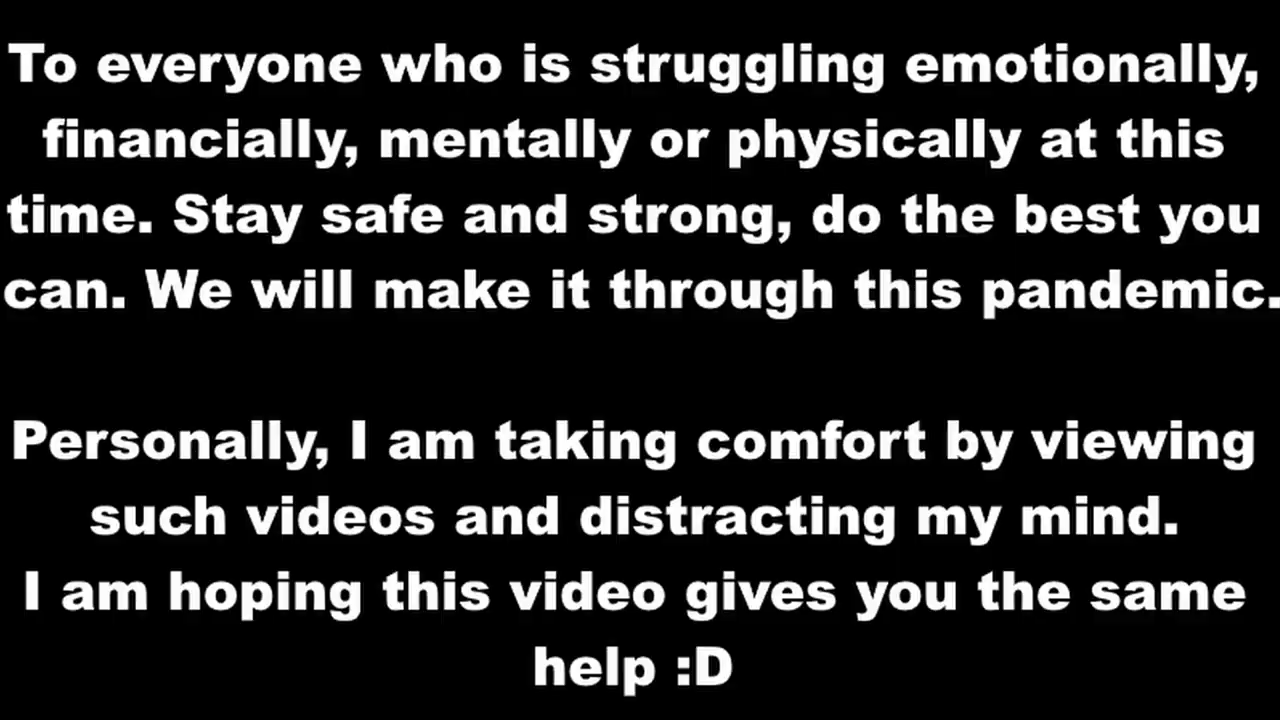 To everyone who is struggling emotionally,
financially, mentally or physically at this
time. Stay safe and strong, do the best you
can. We will make it through this pandemic.
Personally, I am taking comfort by viewing
such videos and distracting my mind.
I am hoping this video gives you the same
help :D